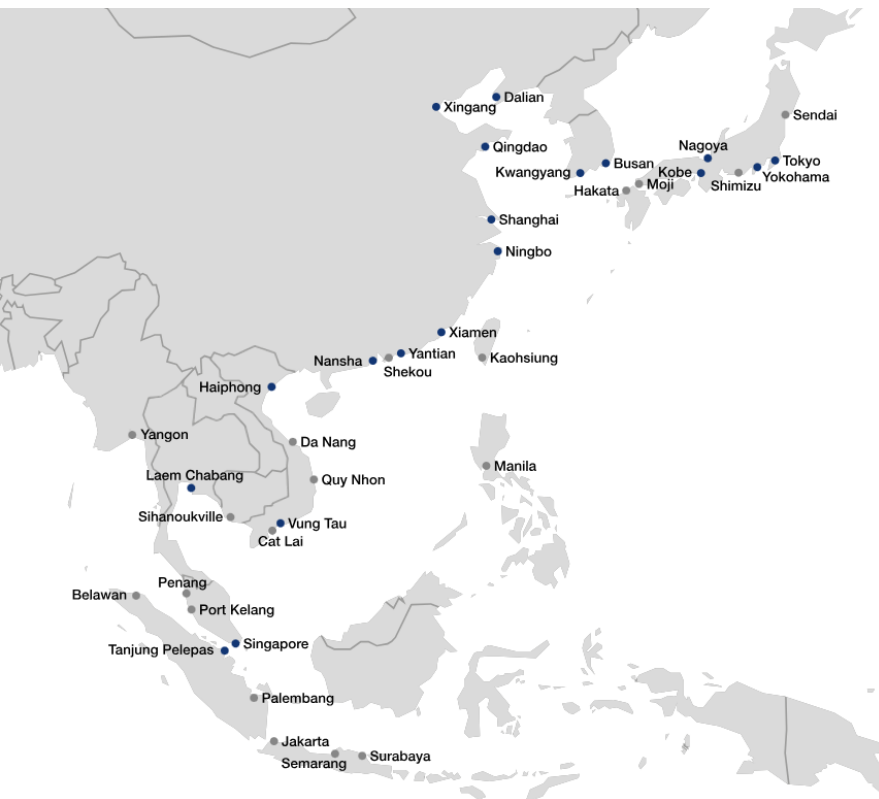 Dalian
Xingang
Sendai
Qingdao
Nagoya
Busan
Tokyo
Kwangyang
Kobe
Yokohama
Hakata
Moji
Shimizu
Shanghai
Ningbo
Xiamen
Nansha
Yantian
Kaohsiung
Shekou
Haiphong
Yangon
Da Nang
Manila
Laem Chabang
Quy Nhon
Sihanoukville
Vung Tau
Cat Lai
Penang
Belawan
Port Kelang
Singapore
Tanjung Pelepas
Palembang
Jakarta
Semarang
Surabaya